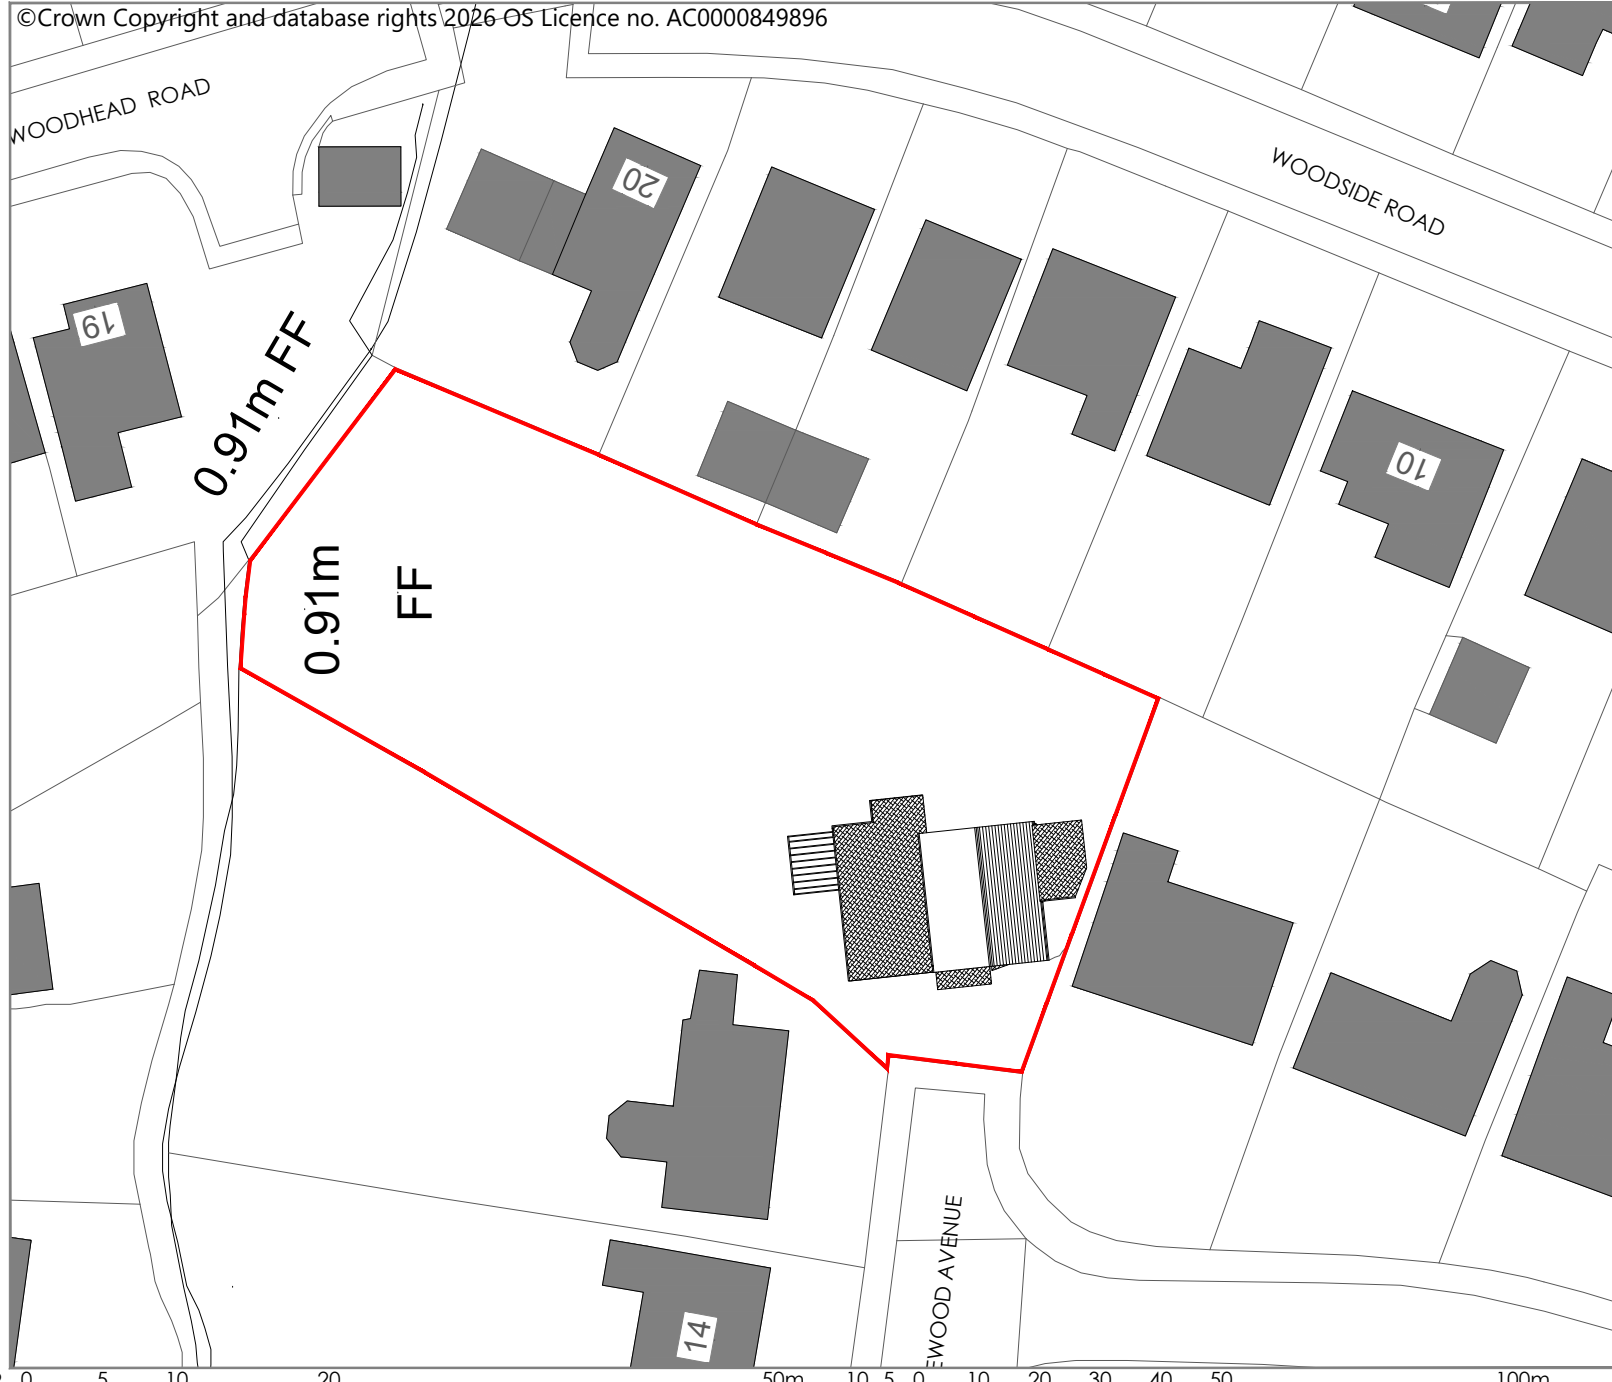 ©Crown Copyright and database rights 2026 OS Licence no. AC0000849896
WOODHEAD ROAD
20
WOODSIDE ROAD
19
0.91m FF
10
0.91m
FF
EWOOD AVENUE
14
0 5 10 20 50m 10 5 0 10 20 30 40 50 100m